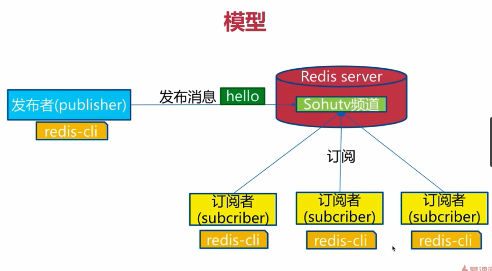 模型
Redis server
发布者(publisher)
发布消息
hello
Sohutv频道
redis-cli
订阅
订阅者
(subcriber)
订阅者
(subcriber)
订阅者
(subcriber)
redis-cli
redis-cli
redis-cli